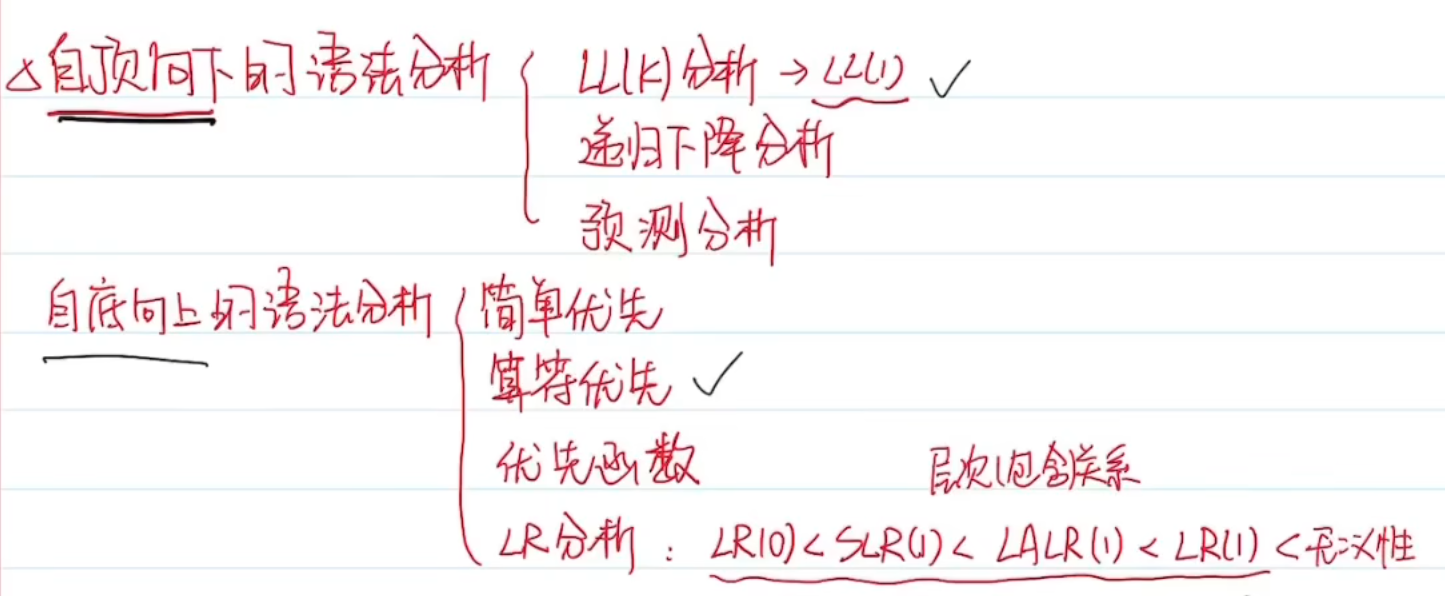 △自顶向下的语法分析 { LL(k)分析→LL(1) ✓
递归下降分析
预测分析
自底向上的语法分析 { 简单优先
算符优先 ✓
优先函数
层次(包含)关系
LR分析：LR(0)<SLR(1)<LALR(1)<LR(1)<无二义性